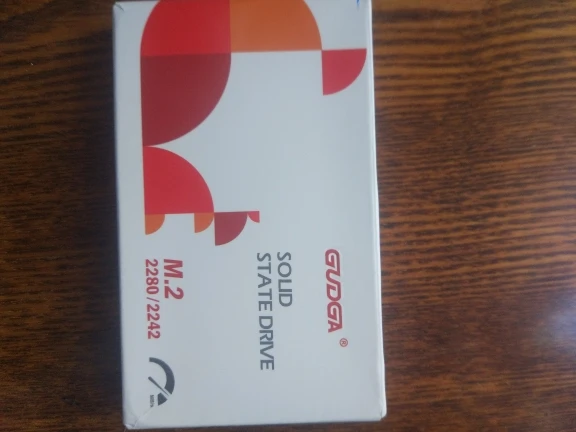 GUDGA ®
SOLID
STATE DRIVE
M.2
2280/2242